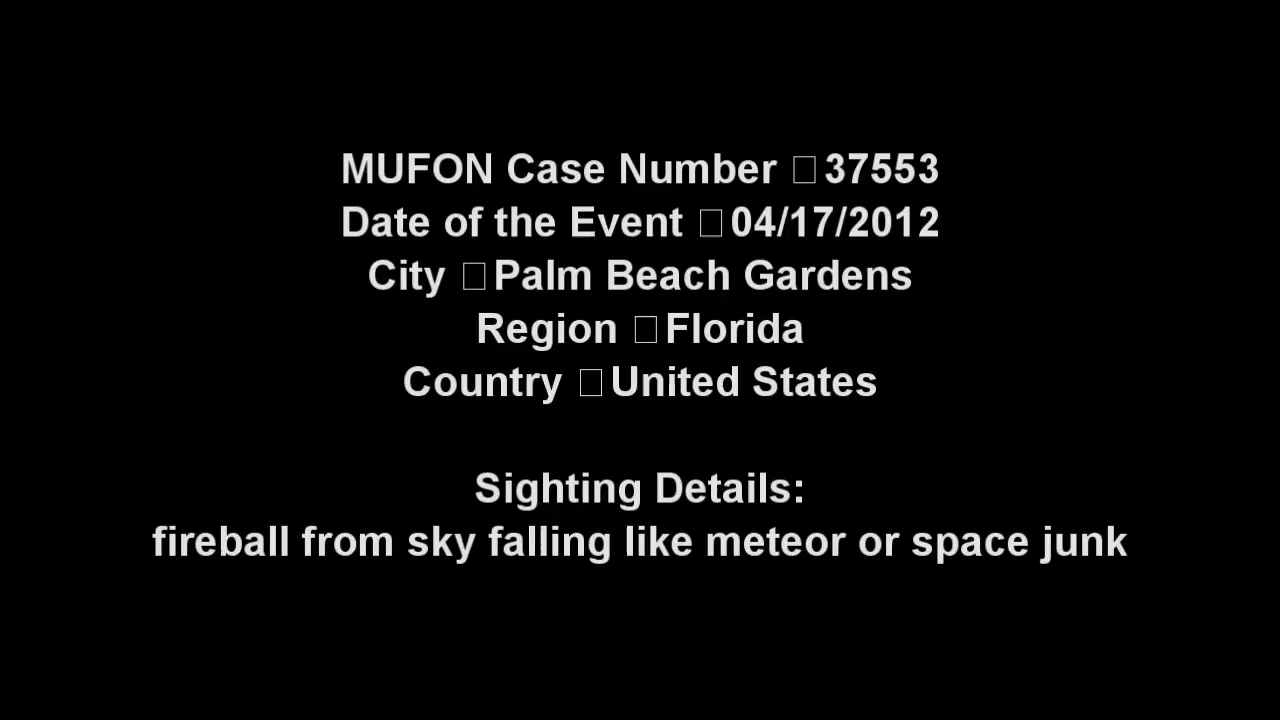 MUFON Case Number 37553
Date of the Event 04/17/2012
City Palm Beach Gardens
Region Florida
Country United States
Sighting Details:
fireball from sky falling like meteor or space junk